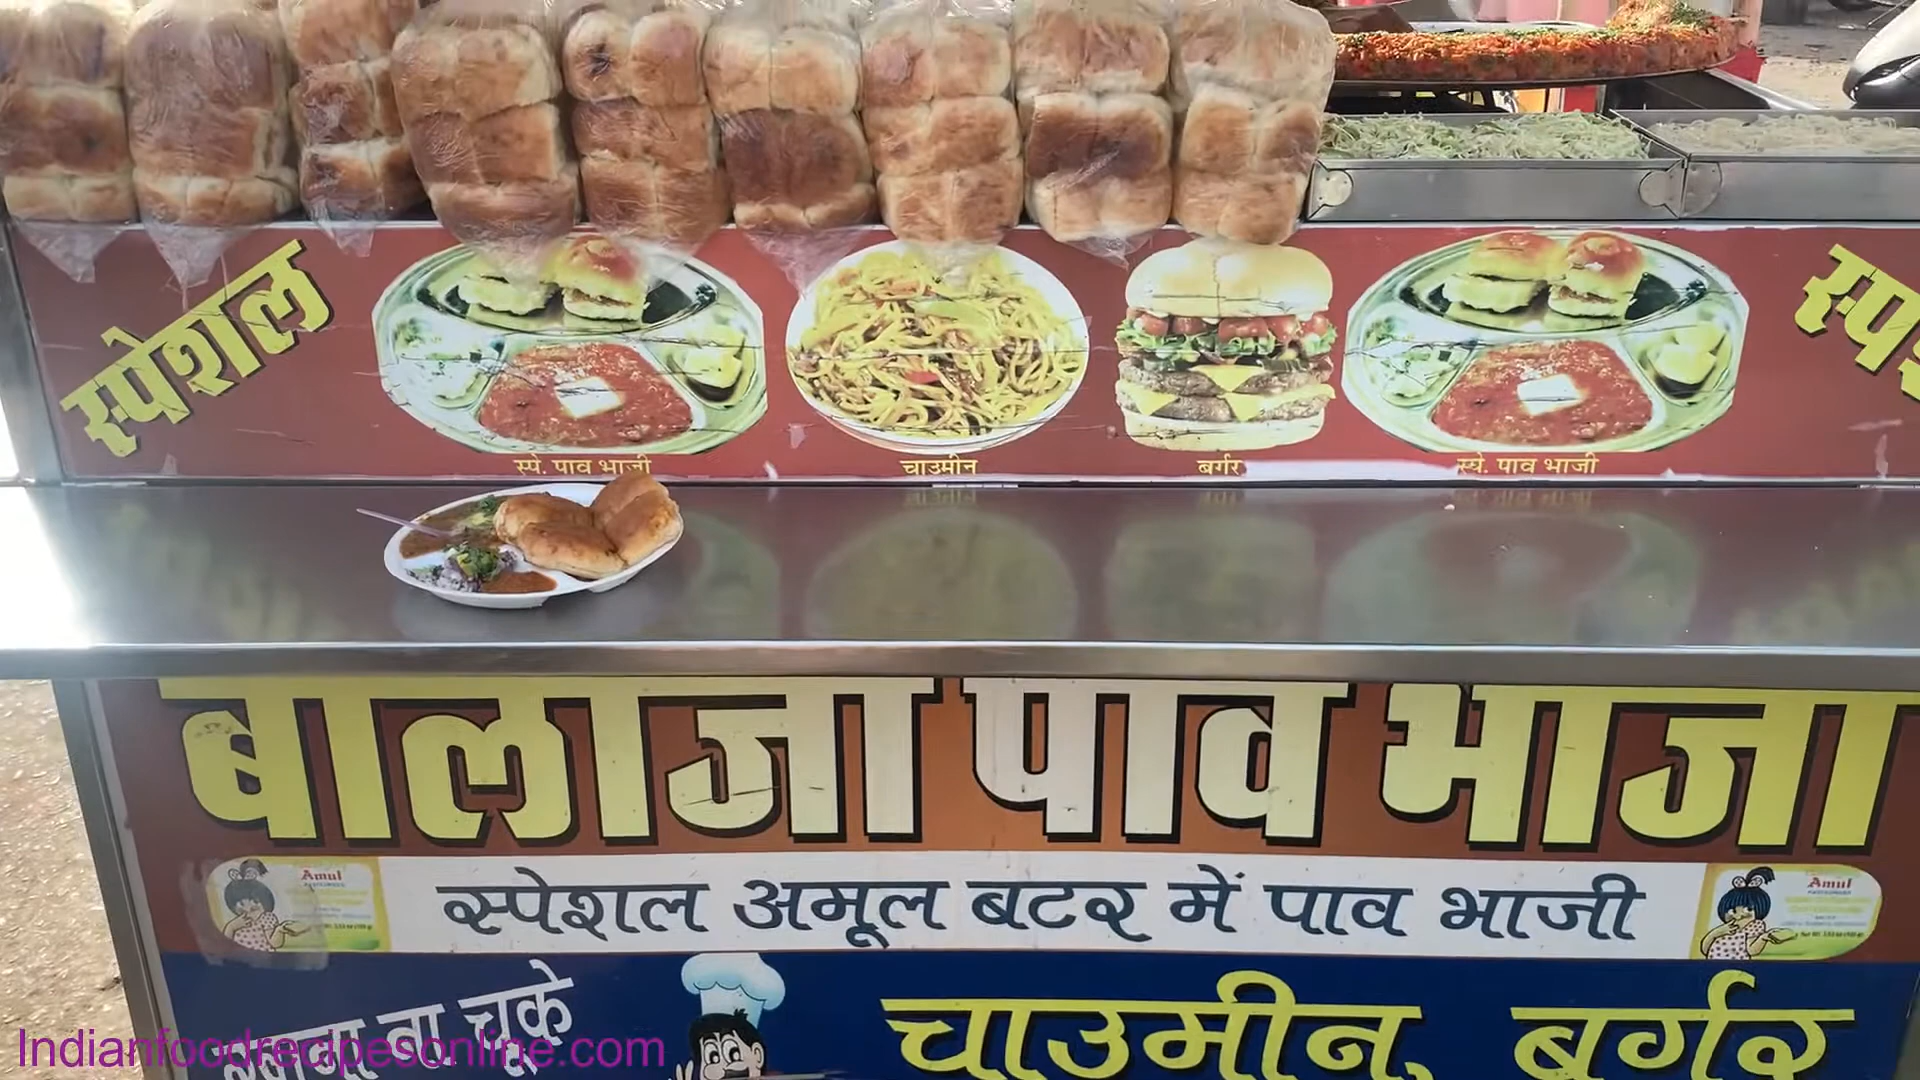 स्पेशल
स्पे. पाव भाजी
चाउमीन
बर्गर
स्पे. पाव भाजी
बालाजी पाव भाजी
Amul
स्पेशल अमूल बटर में पाव भाजी
Amul
चूके
चाउमीन, बर्गर
Indianfoodrecipesonline.com